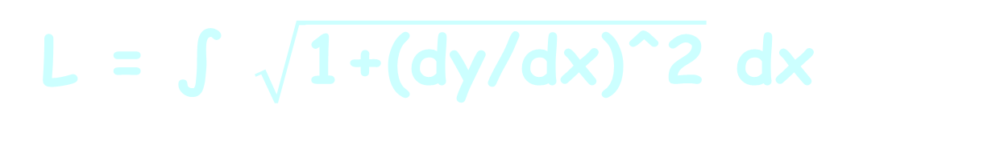 L = ∫ √1+(dy/dx)^2 dx